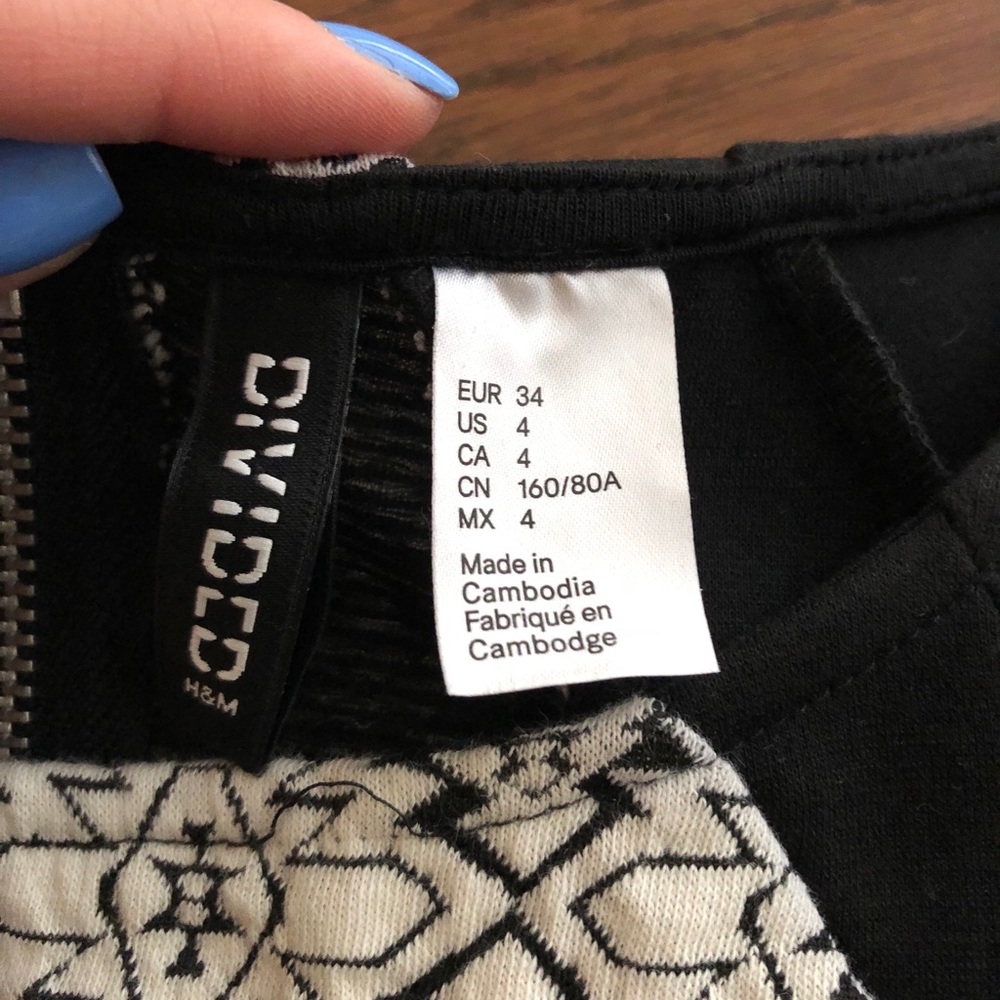 DIVIDED
H&M
EUR 34
US 4
CA 4
CN 160/80A
MX 4
Made in
Cambodia
Fabriqué en
Cambodge